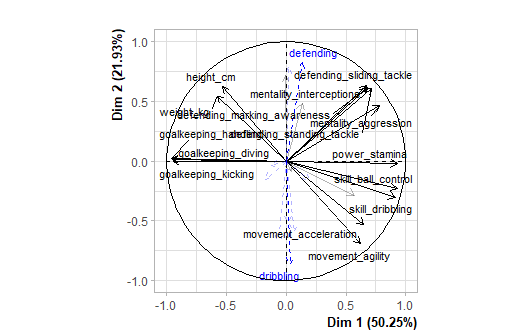 Dim 2 (21.93%)
1.0
0.5
0.0
-0.5
-1.0
defending
height_cm
defending_sliding_tackle
mentality_interceptions
weight_kg
defending_marking_awareness
mentality_aggression
goalkeeping_handling
defending_standing_tackle
goalkeeping_diving
power_stamina
goalkeeping_kicking
skill_ball_control
skill_dribbling
movement_acceleration
movement_agility
dribbling
-1.0
-0.5
0.0
0.5
1.0
Dim 1 (50.25%)